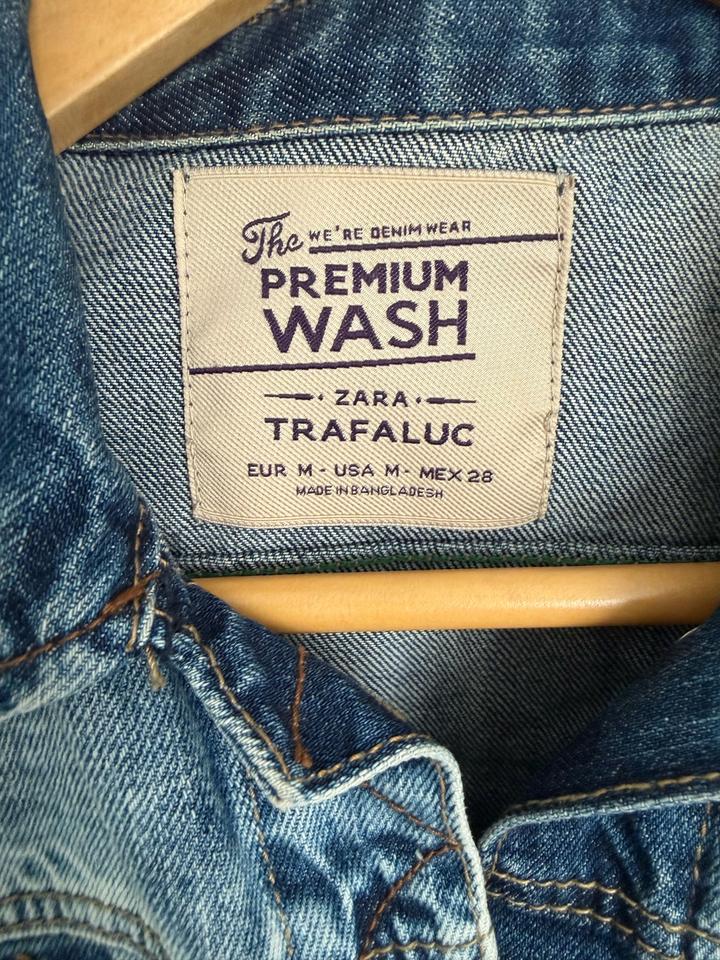 The WE'RE DENIM WEAR
PREMIUM
WASH
ZARA
TRAFALUC
EUR M - USA M - MEX 28
MADE IN BANGLADESH